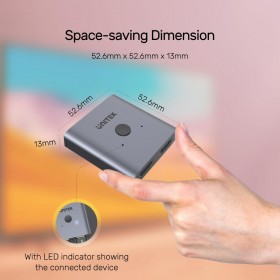 Space-saving Dimension
52.6mm x 52.6mm x 13mm
52.6mm
52.6mm
13mm
UNITEK
With LED indicator showing
the connected device